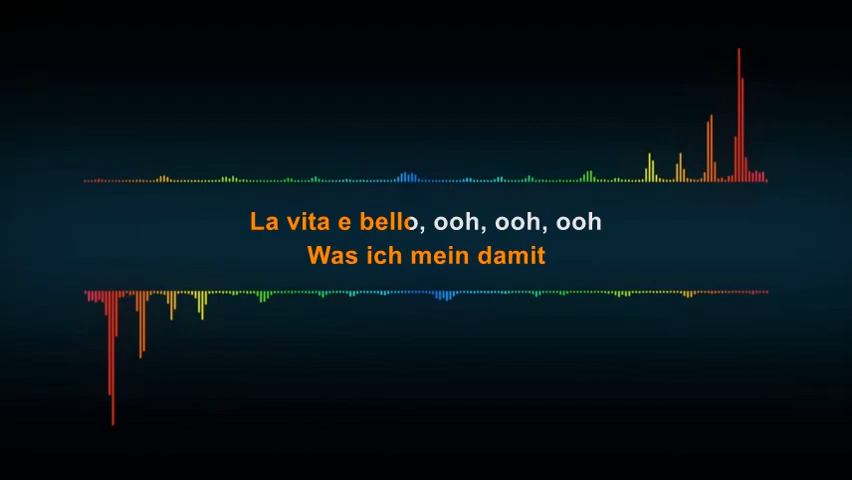 La vita e bello, ooh, ooh, ooh
Was ich mein damit